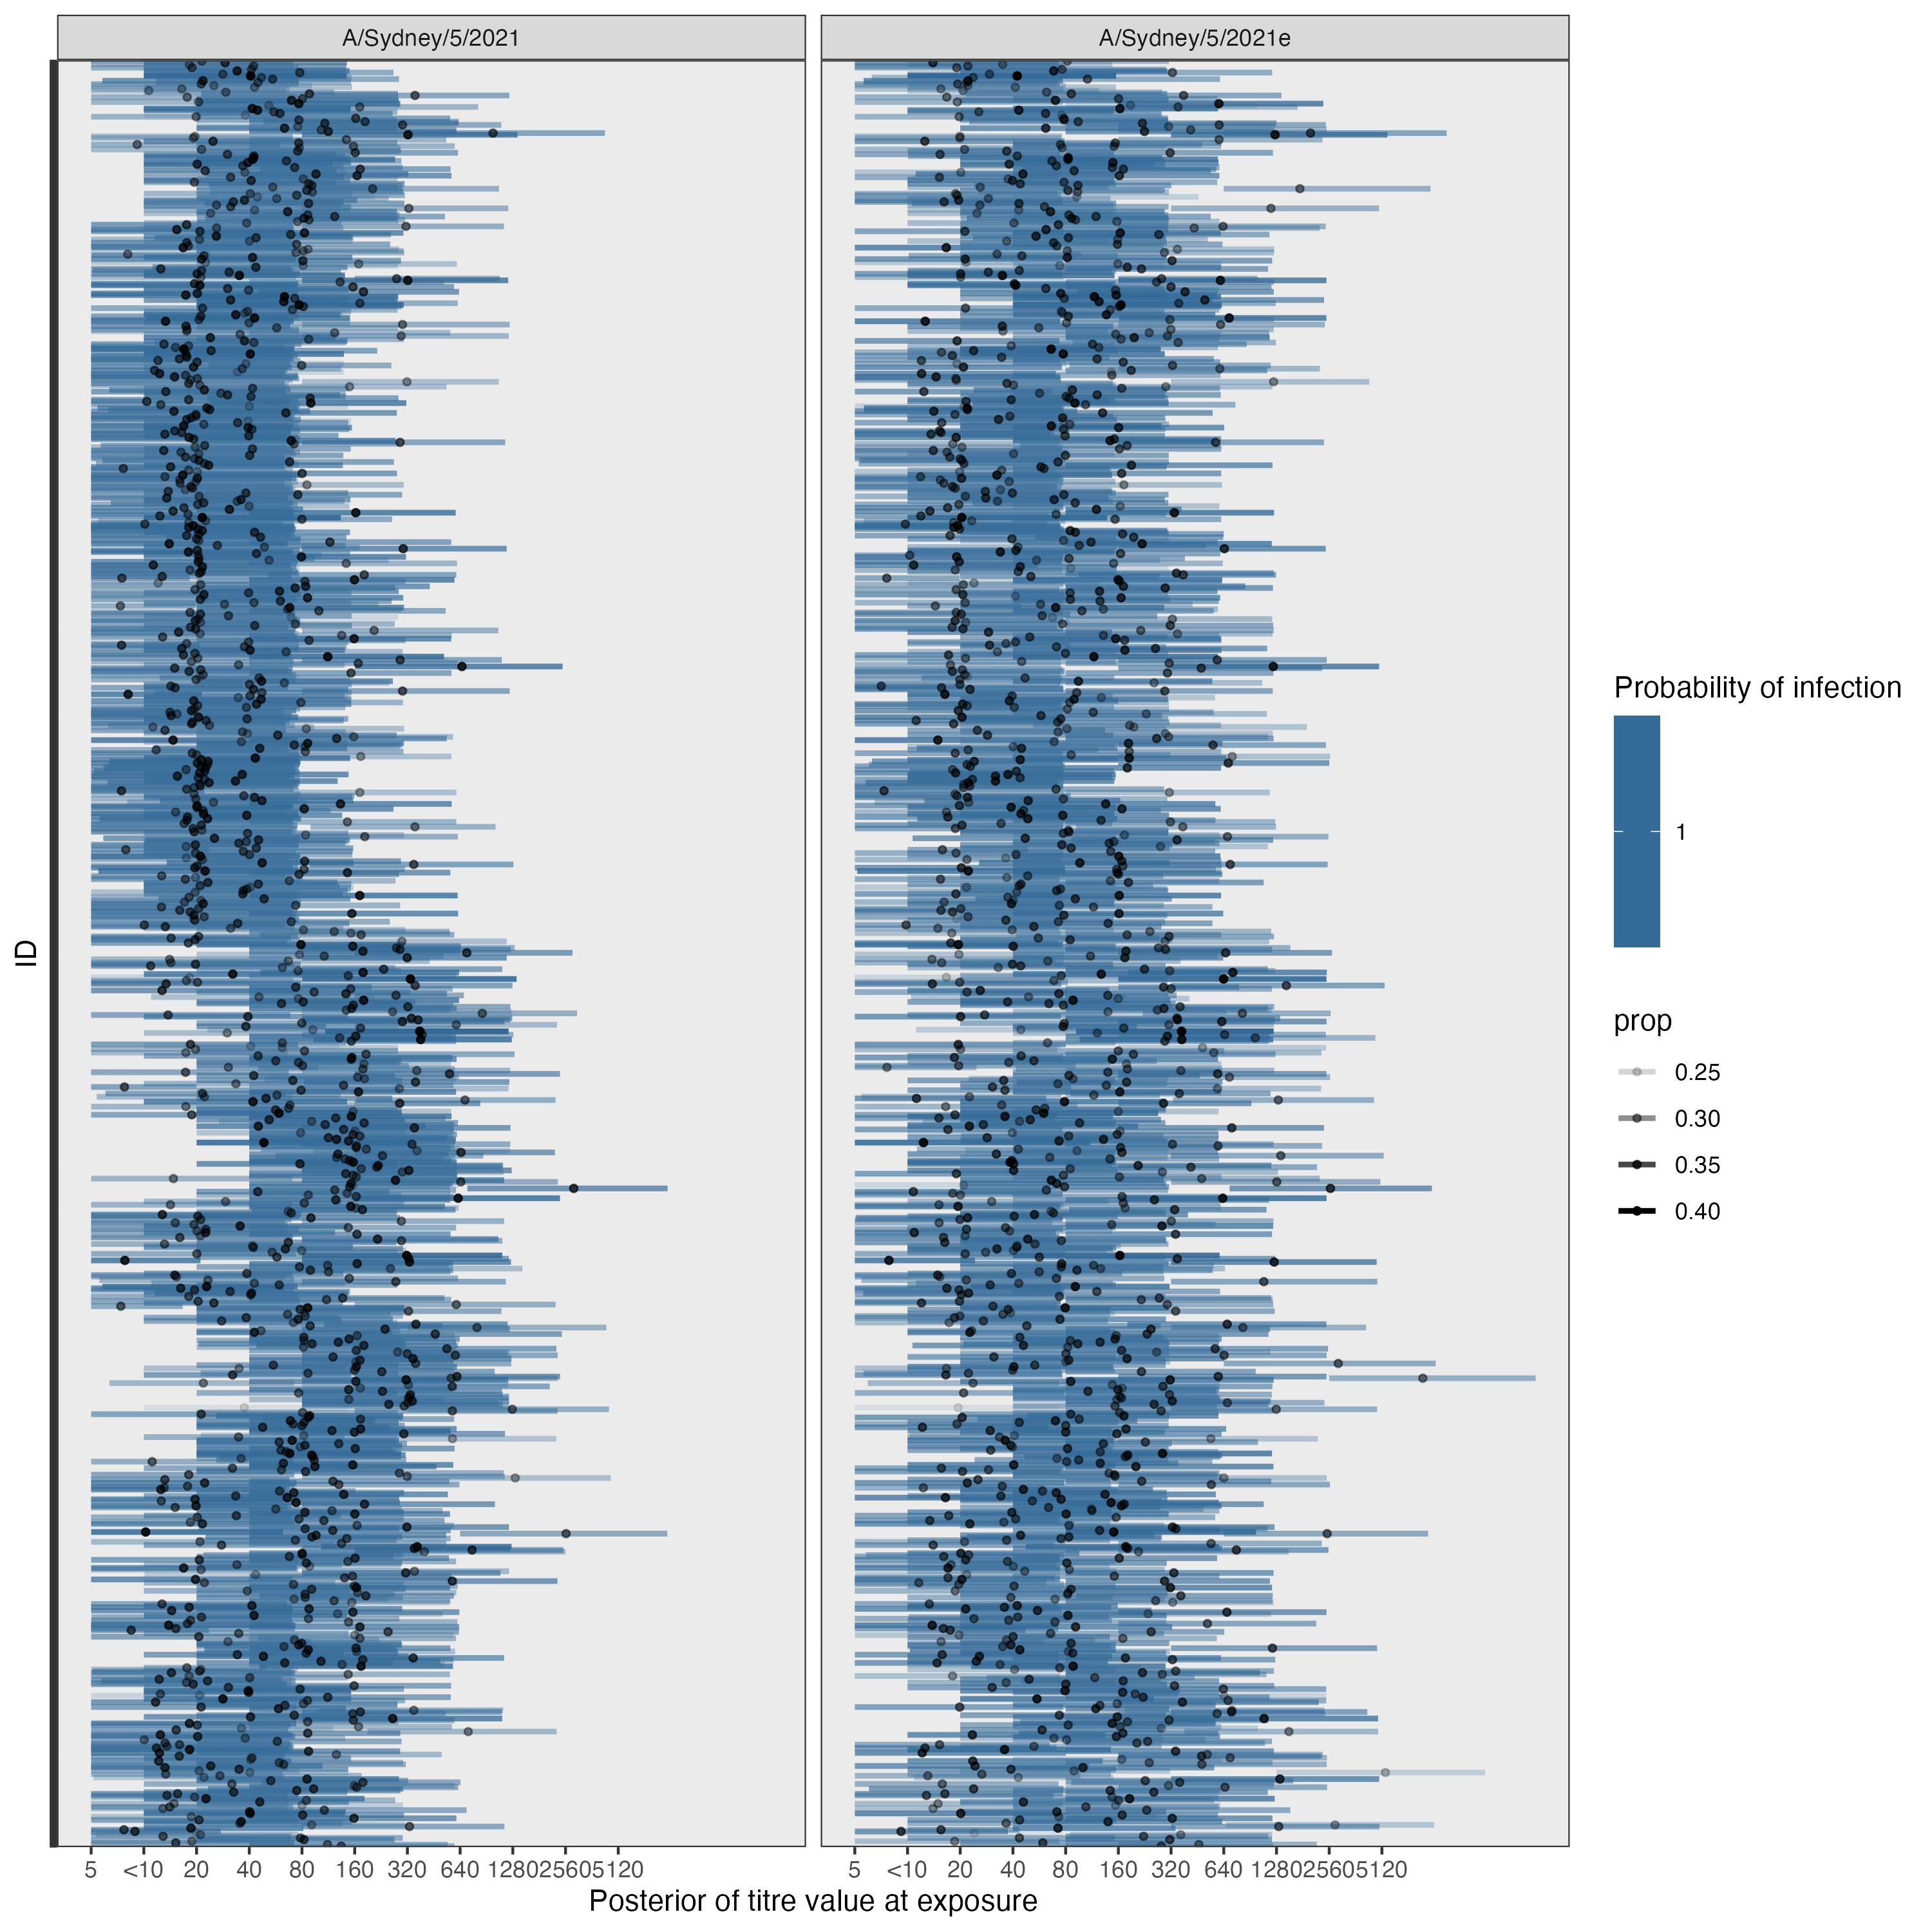 A/Sydney/5/2021 A/Sydney/5/2021e
ID
Probability of infection
1
prop
0.25
0.30
0.35
0.40
5 <10 20 40 80 160 320 640 1280 2560 5120 5 <10 20 40 80 160 320 640 1280 2560 5120
Posterior of titre value at exposure